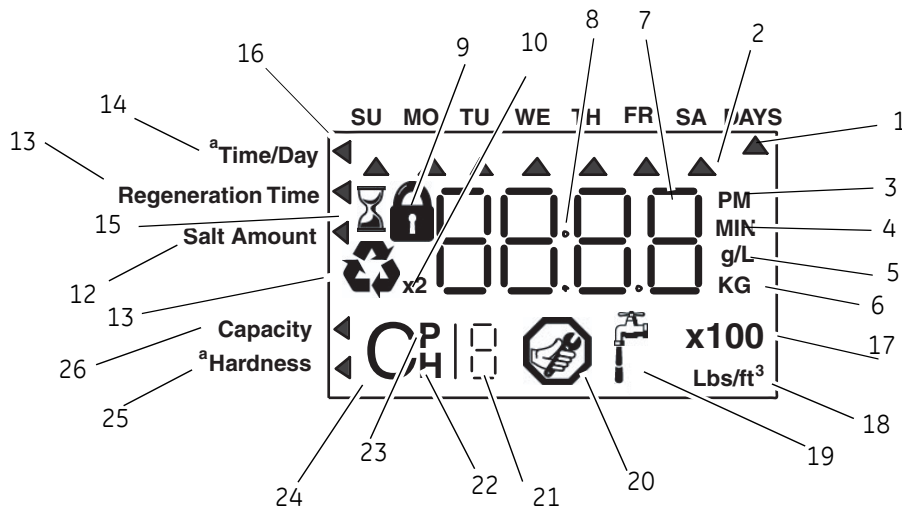 16 9 10 8 7 2
14 SU MO TU WE TH FR SA DAYS 1
13 ᵃTime/Day
Regeneration Time PM 3
15 MIN 4
Salt Amount g/L 5
12 x2 KG 6
13
Capacity P x100 17
26 C
ᵃHardness H Lbs/ft³
25 18
24 23 22 21 20 19